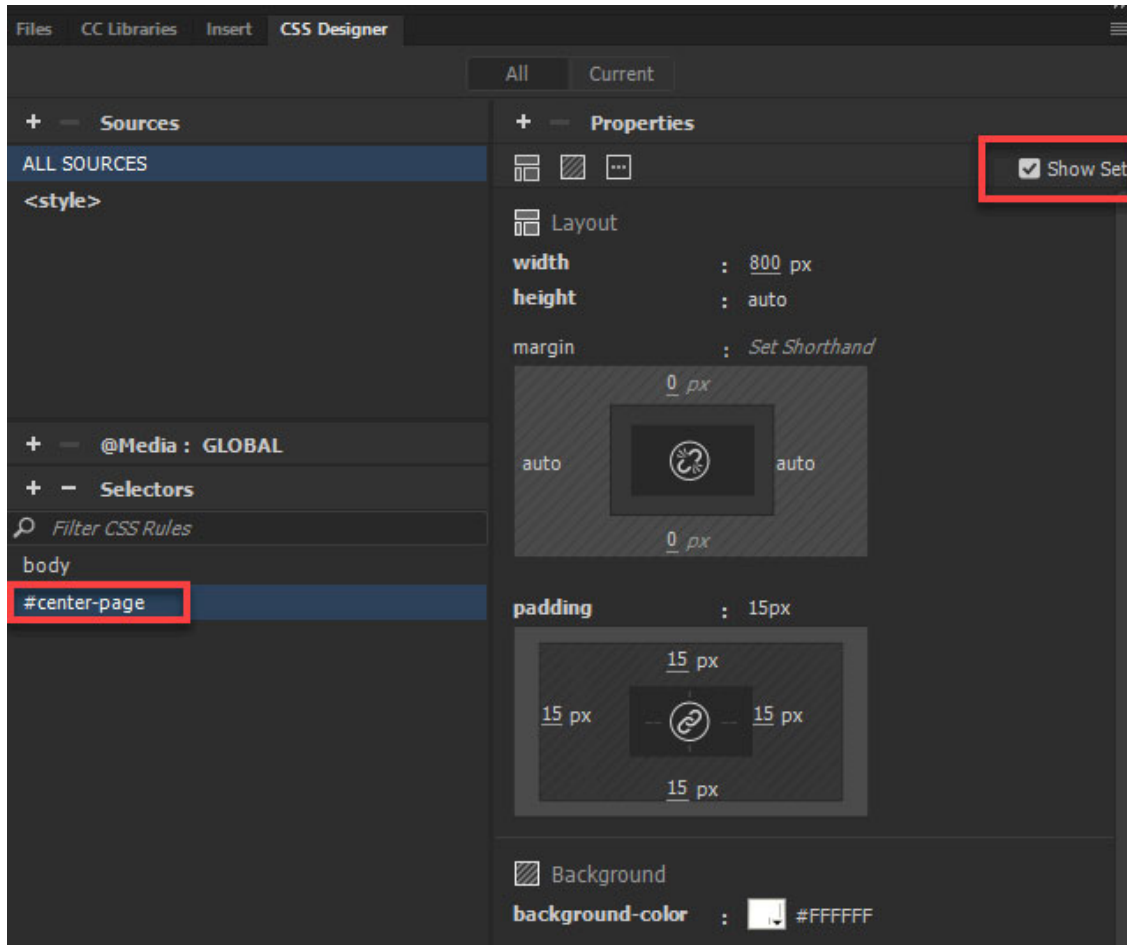 Files CC Libraries Insert CSS Designer
All Current
+ − Sources
ALL SOURCES
<style>
+ − @Media : GLOBAL
+ − Selectors
Filter CSS Rules
body
#center-page
+ − Properties
Show Set
Layout
width : 800 px
height : auto
margin : Set Shorthand
0 px
auto auto
0 px
padding : 15px
15 px
15 px 15 px
15 px
Background
background-color : #FFFFFF